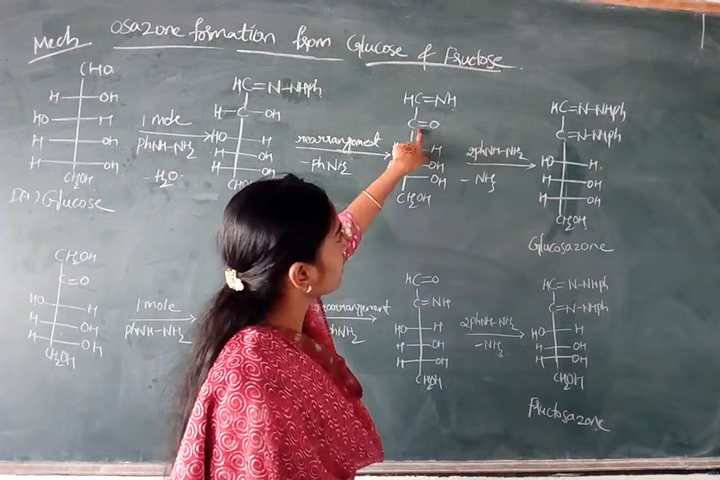 Mech Osazone formation from Glucose & Fructose.
CHO
H OH
HO H
H OH
H OH
D(+) Glucose
1 mole
PhNH-NH2
-H2O
HC=N-NHph
H-C-OH
HO H
H OH
H OH
CH2OH
rearrangement
-PhNH2
HC=NH
C=O
H
OH
OH
CH2OH
2phNH-NH2
-NH3
HC=N-NHph
C=N-NHph
HO H
H OH
H OH
CH2OH
Glucosazone
CH2OH
C=O
HO H
H OH
H OH
CH2OH
1 mole
phNH-NH2
rearrangement
HC=O
C=NH
HO H
H OH
H OH
CH2OH
2phNH-NH2
-NH3
HC=N-NHph
C=N-NHph
HO H
H OH
H OH
CH2OH
Fructosazone